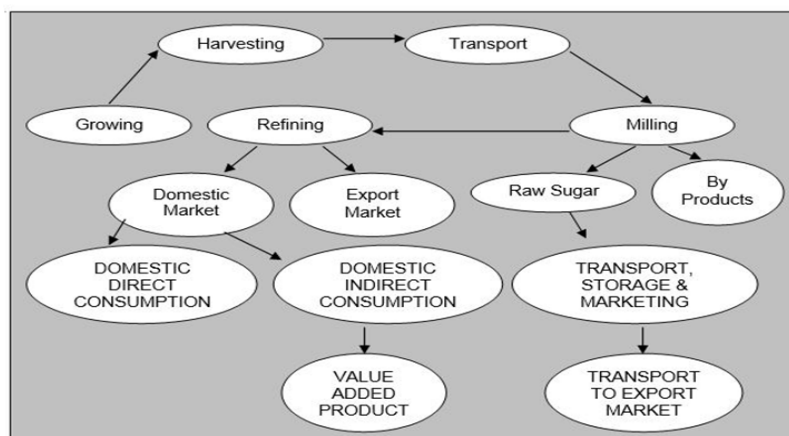 Harvesting
Transport
Growing
Refining
Milling
Domestic
Market
Export
Market
Raw Sugar
By
Products
DOMESTIC
DIRECT
CONSUMPTION
DOMESTIC
INDIRECT
CONSUMPTION
TRANSPORT,
STORAGE &
MARKETING
VALUE
ADDED
PRODUCT
TRANSPORT
TO EXPORT
MARKET